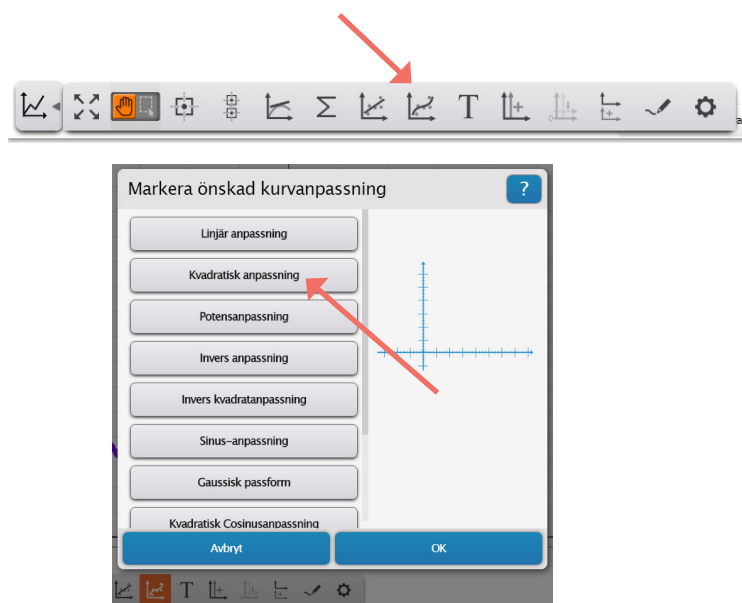 Σ
T
a
Markera önskad kurvanpassning
?
Linjär anpassning
Kvadratisk anpassning
Potensanpassning
Invers anpassning
Invers kvadratanpassning
Sinus-anpassning
Gaussisk passform
Kvadratisk Cosinusanpassning
Avbryt
OK
T